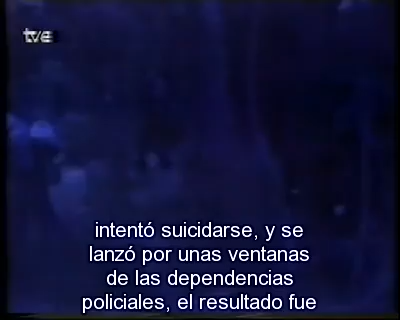 tve
intentó suicidarse, y se
lanzó por unas ventanas
de las dependencias
policiales, el resultado fue